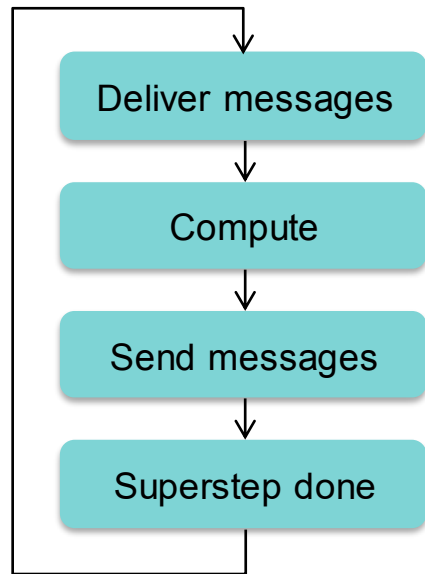 Deliver messages
Compute
Send messages
Superstep done